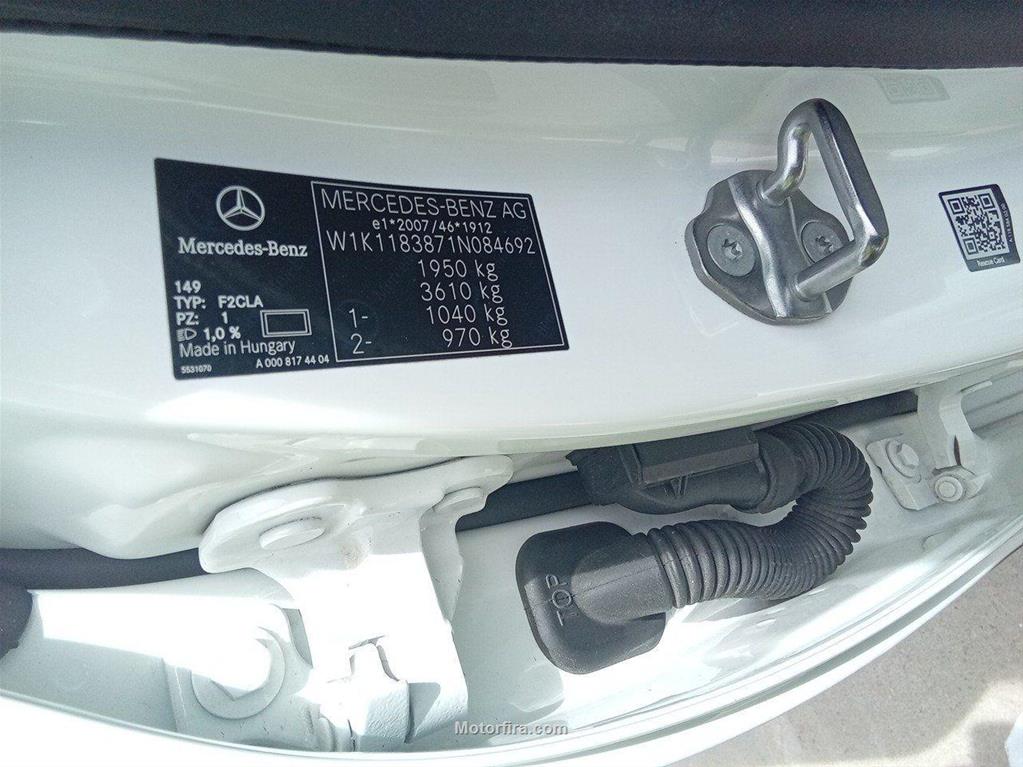 Mercedes-Benz
149
TYP: F2CLA
PZ: 1
1,0 %
Made in Hungary
5531070
A 000 817 44 04
MERCEDES-BENZ AG
e1*2007/46*1912
W1K1183871N084692
1950 kg
3610 kg
1- 1040 kg
2- 970 kg
Rescue Card
TOP
Motorfira.com